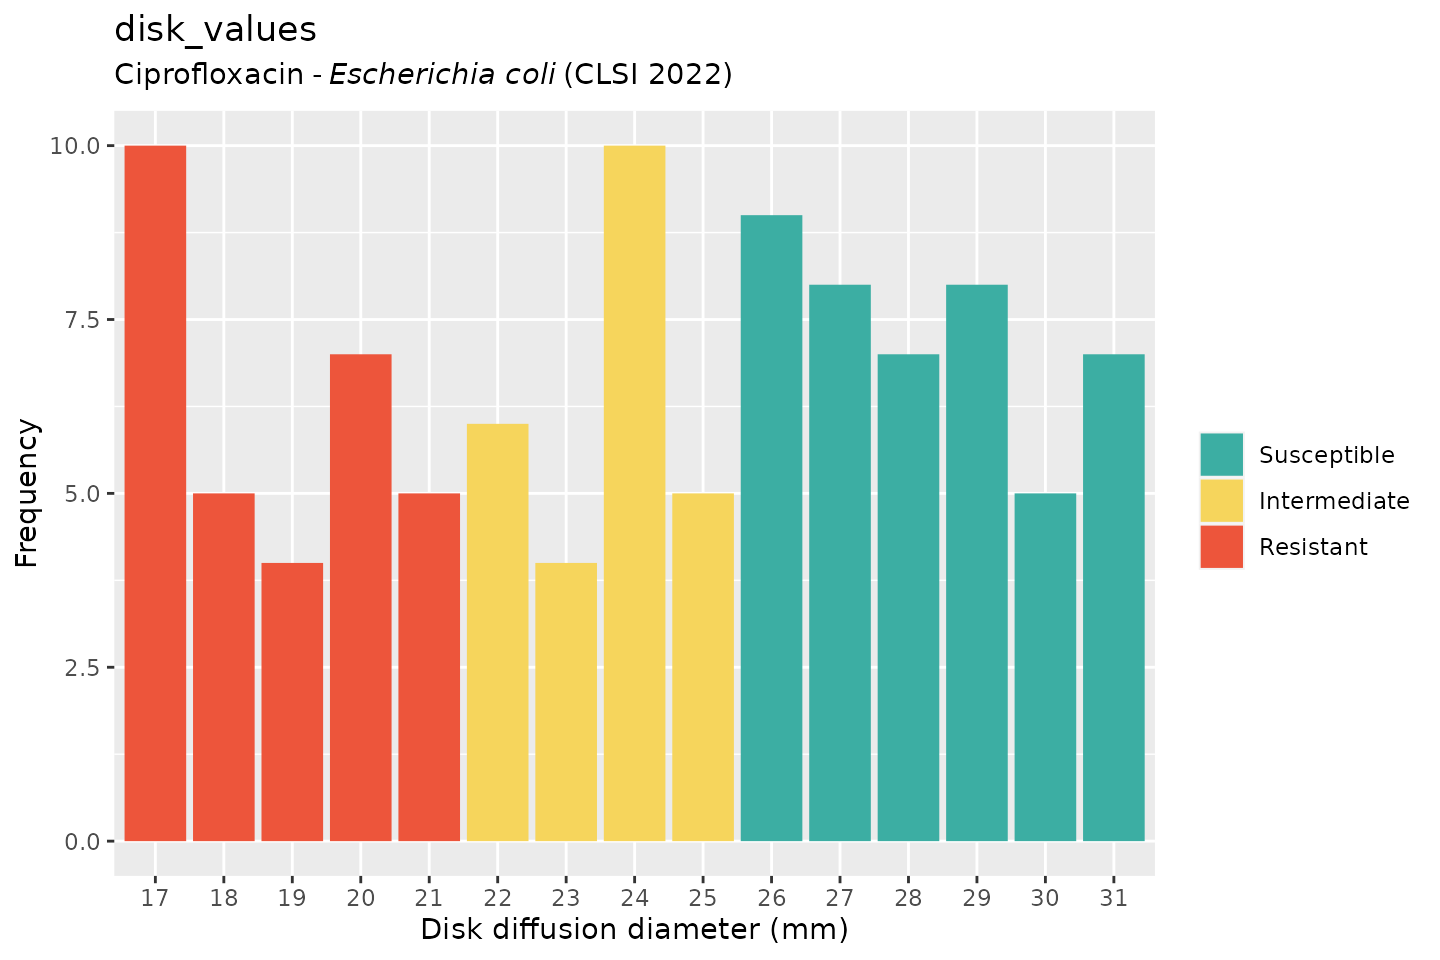 disk_values
Ciprofloxacin - Escherichia coli (CLSI 2022)
10.0
7.5
5.0
2.5
0.0
Frequency
17 18 19 20 21 22 23 24 25 26 27 28 29 30 31
Disk diffusion diameter (mm)
Susceptible
Intermediate
Resistant